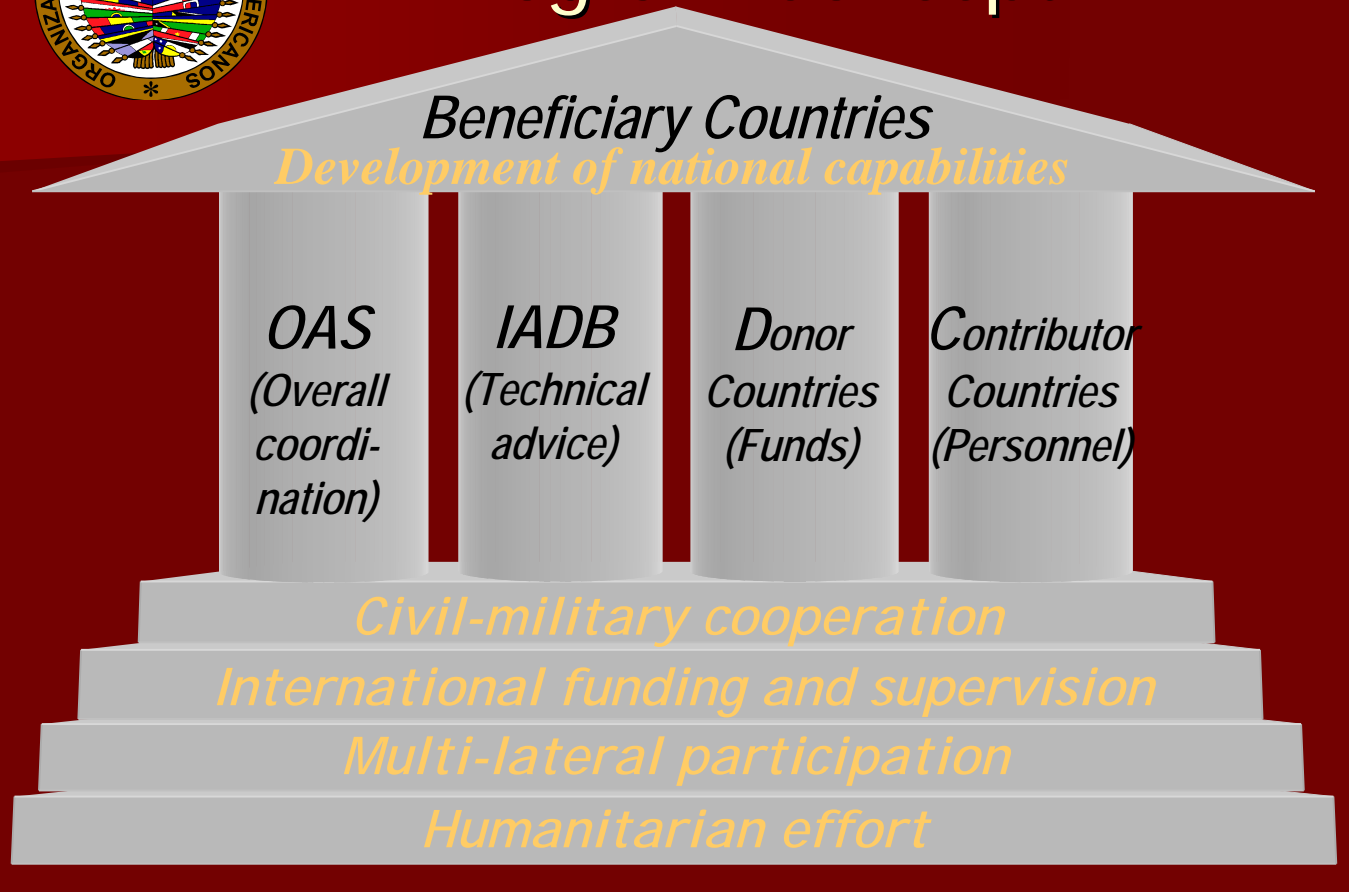 Beneficiary Countries
Development of national capabilities
OAS
(Overall
coordi-
nation)
IADB
(Technical
advice)
Donor
Countries
(Funds)
Contributor
Countries
(Personnel)
Civil-military cooperation
International funding and supervision
Multi-lateral participation
Humanitarian effort